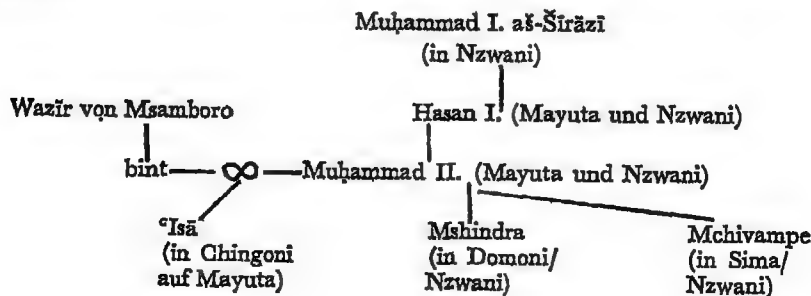 Muḥammad I. aš-Šīrāzī
(in Nzwani)
Wazīr von Msamboro
Hasan I. (Mayuta und Nzwani)
bint
∞
Muḥammad II. (Mayuta und Nzwani)
ʿIsā
(in Chingoni
auf Mayuta)
Mshindra
(in Domoni/
Nzwani)
Mchivampe
(in Sima/
Nzwani)